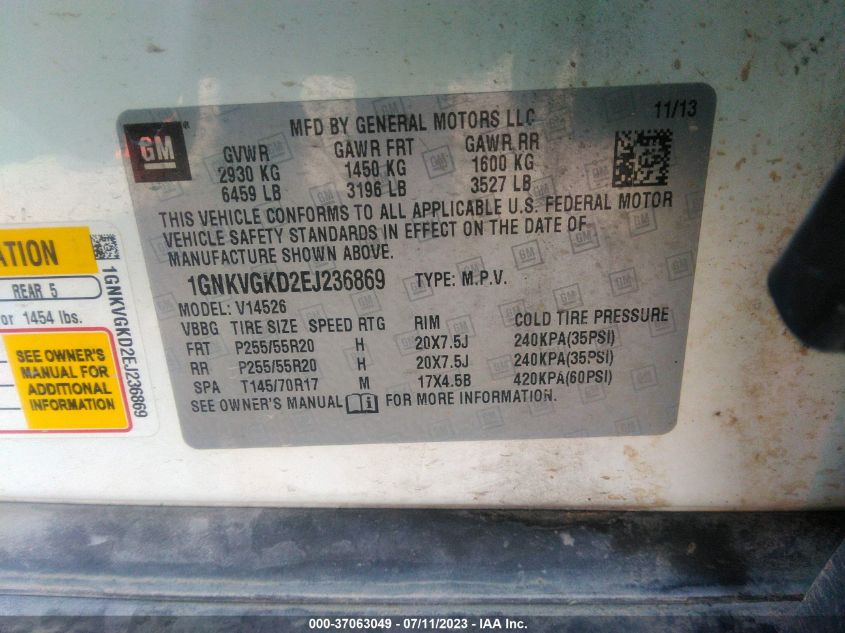 GM
MFD BY GENERAL MOTORS LLC
11/13
GVWR GAWR FRT GAWR RR
2930 KG 1450 KG 1600 KG
6459 LB 3196 LB 3527 LB
THIS VEHICLE CONFORMS TO ALL APPLICABLE U.S. FEDERAL MOTOR
VEHICLE SAFETY STANDARDS IN EFFECT ON THE DATE OF
MANUFACTURE SHOWN ABOVE.
1GNKVGKD2EJ236869 TYPE: M.P.V.
MODEL: V14526
VBBG TIRE SIZE SPEED RTG RIM COLD TIRE PRESSURE
FRT P255/55R20 H 20X7.5J 240KPA(35PSI)
RR P255/55R20 H 20X7.5J 240KPA(35PSI)
SPA T145/70R17 M 17X4.5B 420KPA(60PSI)
SEE OWNER'S MANUAL FOR MORE INFORMATION.
ATION
REAR 5
or 1454 lbs.
SEE OWNER'S
MANUAL FOR
ADDITIONAL
INFORMATION
1GNKVGKD2EJ236869
000-37063049 - 07/11/2023 - IAA Inc.